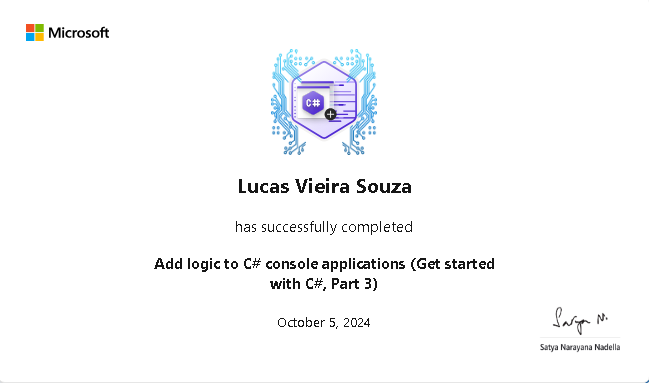 Microsoft
C#
Lucas Vieira Souza
has successfully completed
Add logic to C# console applications (Get started
with C#, Part 3)
October 5, 2024
Satya N.
Satya Narayana Nadella